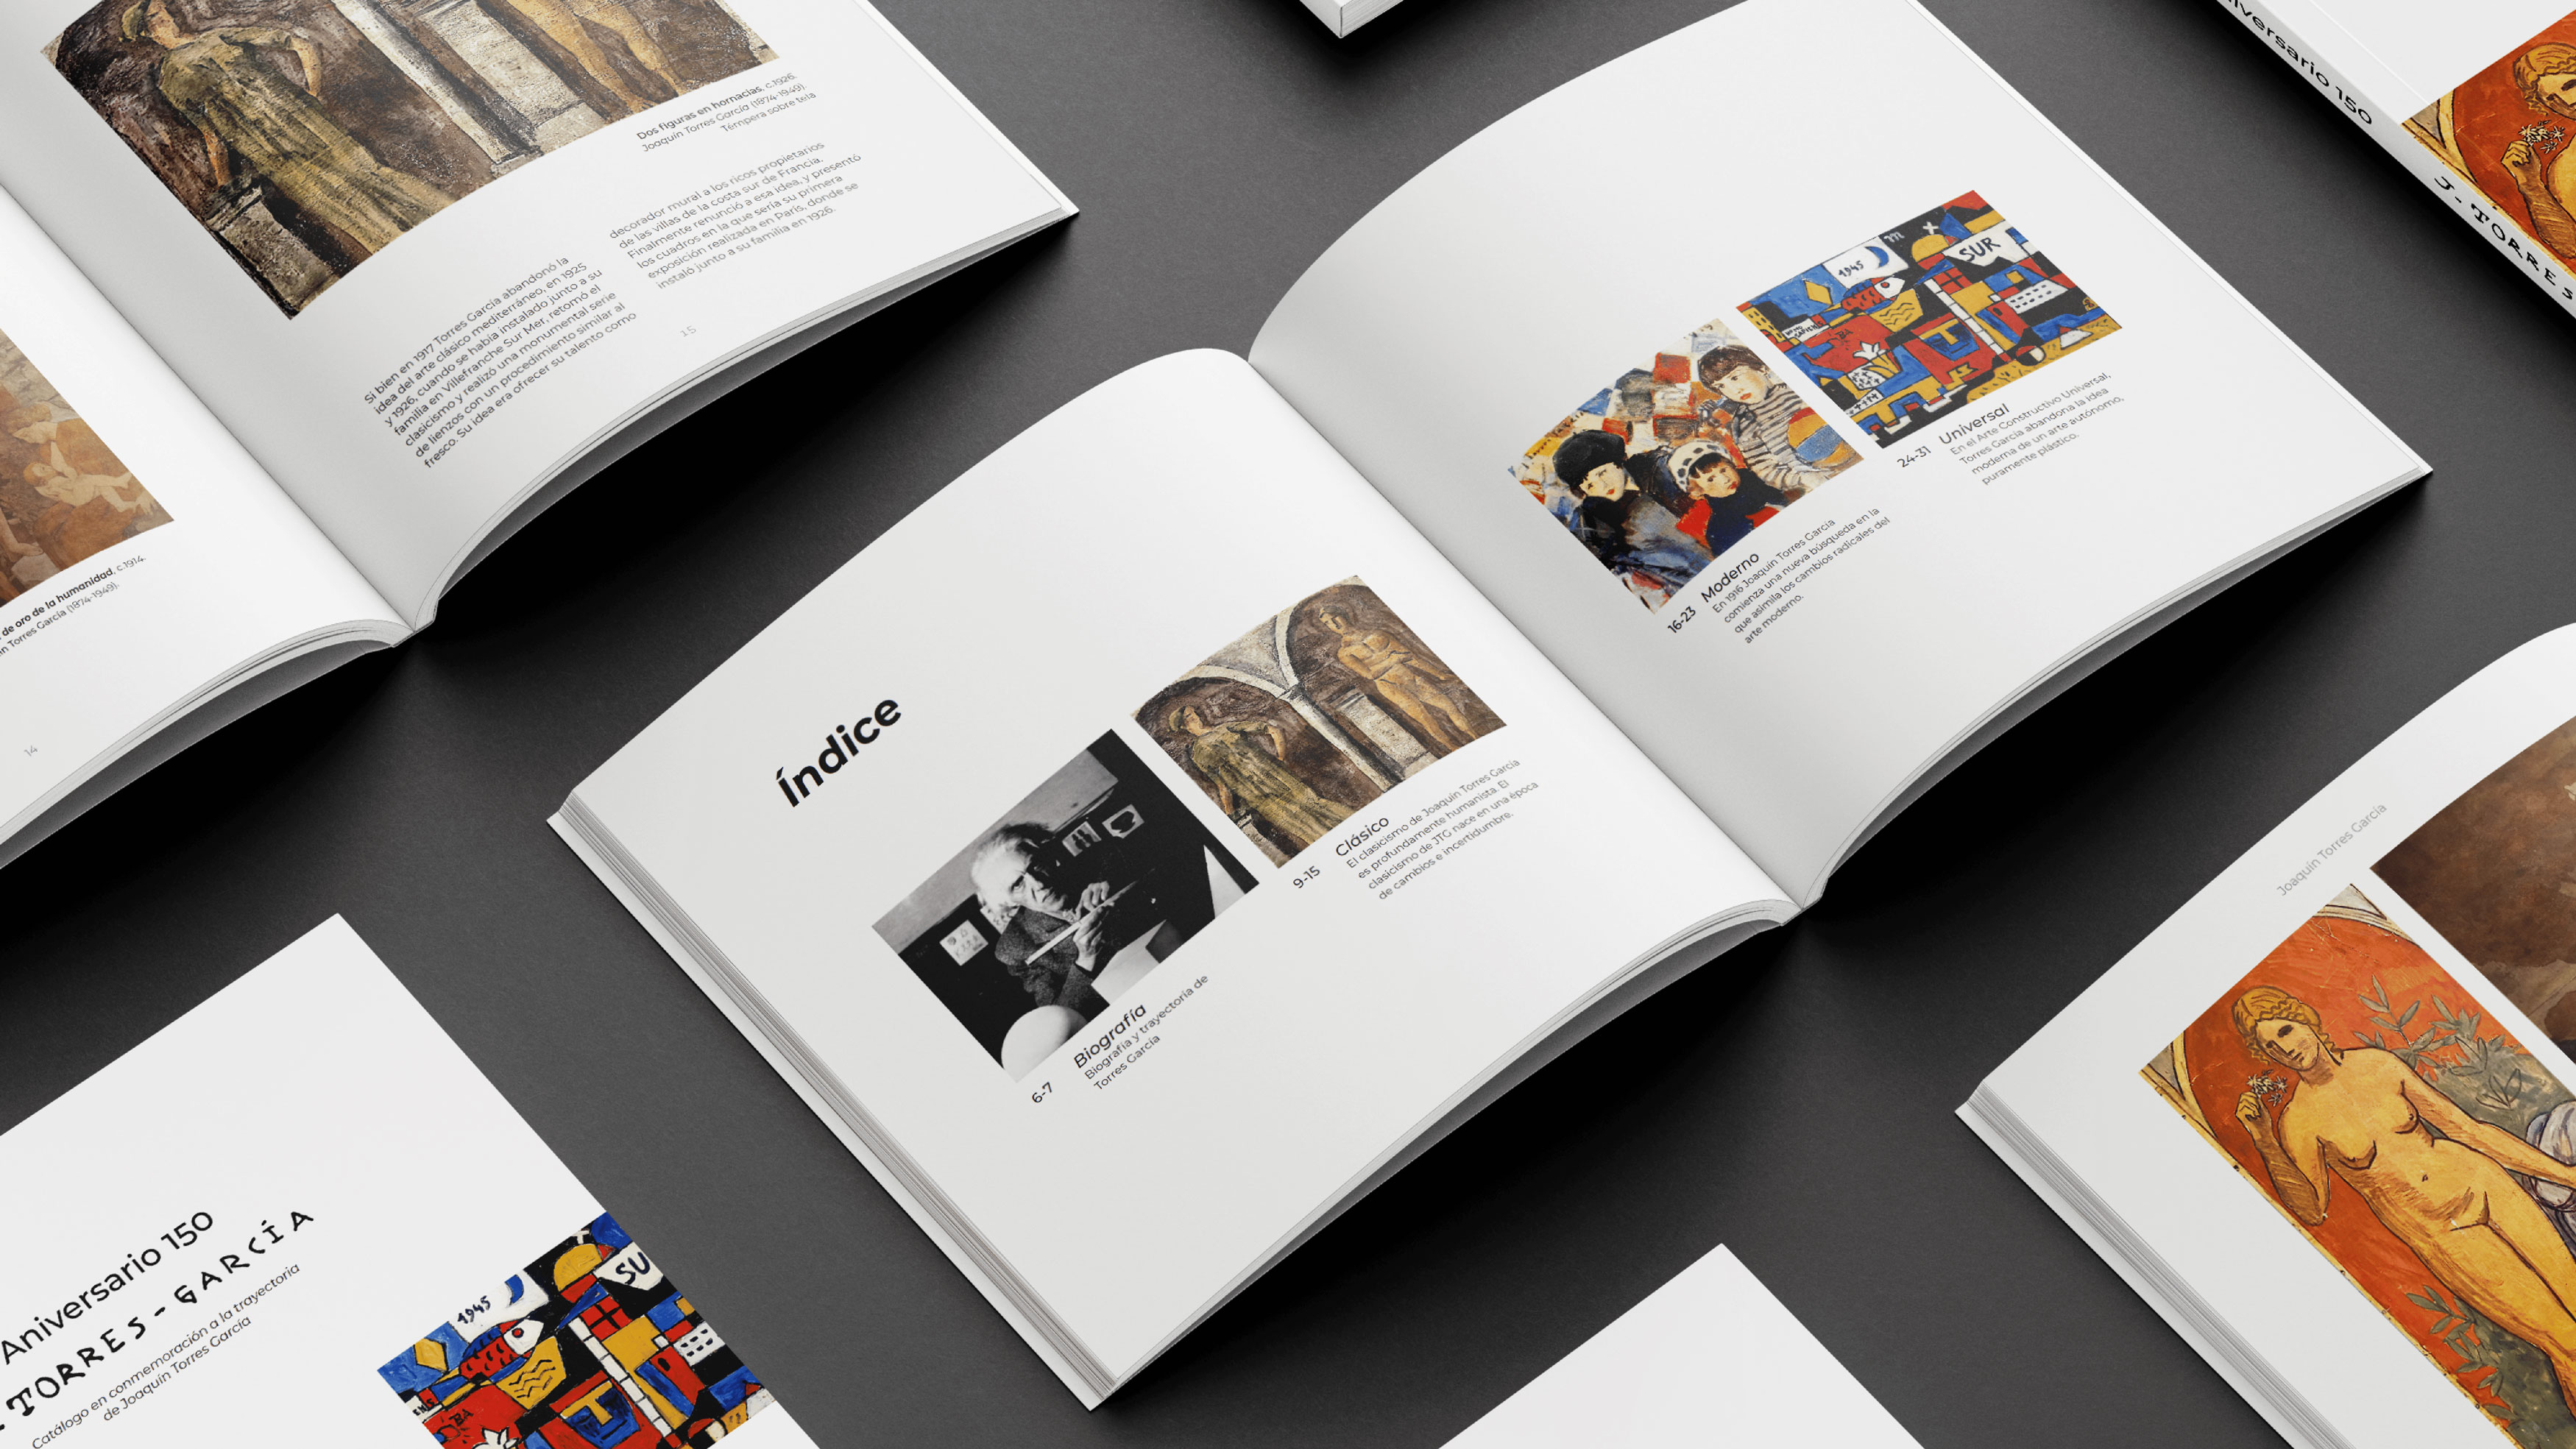 Dos figuras en hornacias, c.1926.
Joaquín Torres García (1874-1949).
Témpera sobre tela
Si bien en 1917 Torres García abandonó la
idea del arte clásico mediterráneo, en 1925
y 1926, cuando se había instalado junto a su
familia en Villefranche Sur Mer, retomó el
clasicismo y realizó una monumental serie
de lienzos con un procedimiento similar al
fresco. Su idea era ofrecer su talento como
decorador mural a los ricos propietarios
de las villas de la costa sur de Francia.
Finalmente renunció a esa idea, y presentó
los cuadros en la que sería su primera
exposición realizada en París, donde se
instaló junto a su familia en 1926.
15
de oro de la humanidad, c.1914.
Torres García (1874-1949).
14
Índice
6-7
Biografía
Biografía y trayectoria de
Torres García
9-15
Clásico
El clasicismo de Joaquín Torres García
es profundamente humanista. El
clasicismo de JTG nace en una época
de cambios e incertidumbre.
16-23
Moderno
En 1916 Joaquín Torres García
comienza una nueva búsqueda en la
que asimila los cambios radicales del
arte moderno.
1945
SUR
24-31
Universal
En el Arte Constructivo Universal,
Torres García abandona la idea
moderna de un arte autónomo,
puramente plástico.
Aniversario 150
TORRES-GARCÍA
Catálogo en conmemoración a la trayectoria
de Joaquín Torres García
1945
SU
niversario 150
J-TORRES
Joaquín Torres García